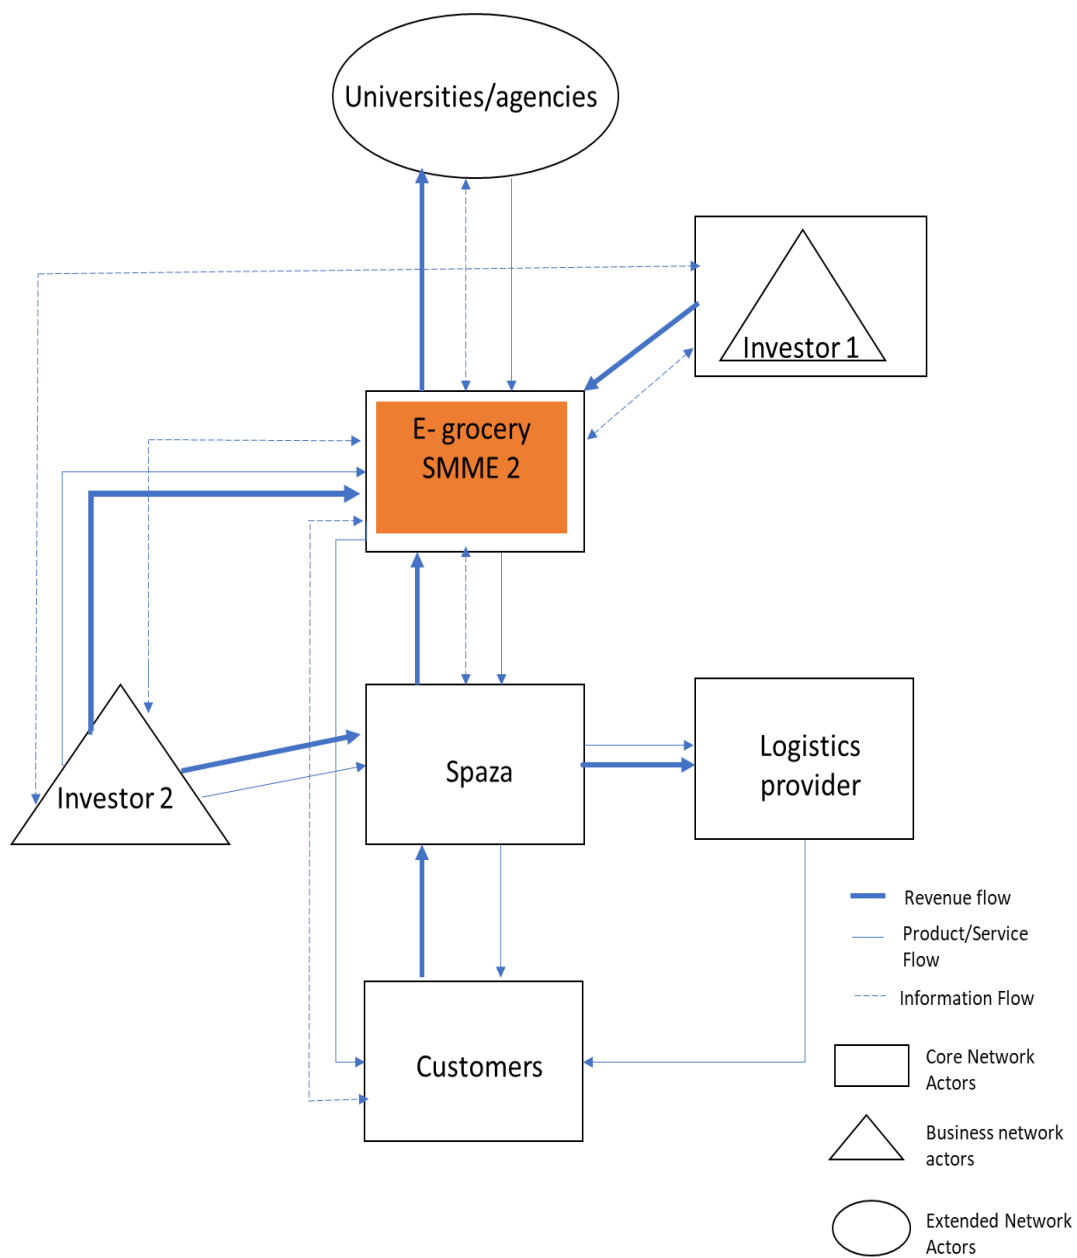 Universities/agencies
Investor 1
E- grocery
SMME 2
Investor 2
Spaza
Logistics
provider
Customers
Revenue flow
Product/Service
Flow
Information Flow
Core Network
Actors
Business network
actors
Extended Network
Actors